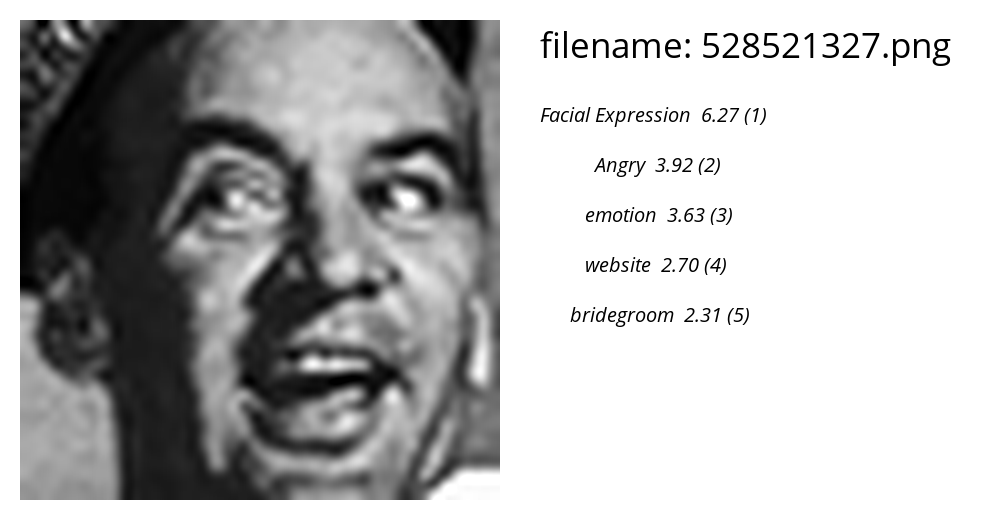 filename: 528521327.png
Facial Expression 6.27 (1)
Angry 3.92 (2)
emotion 3.63 (3)
website 2.70 (4)
bridegroom 2.31 (5)